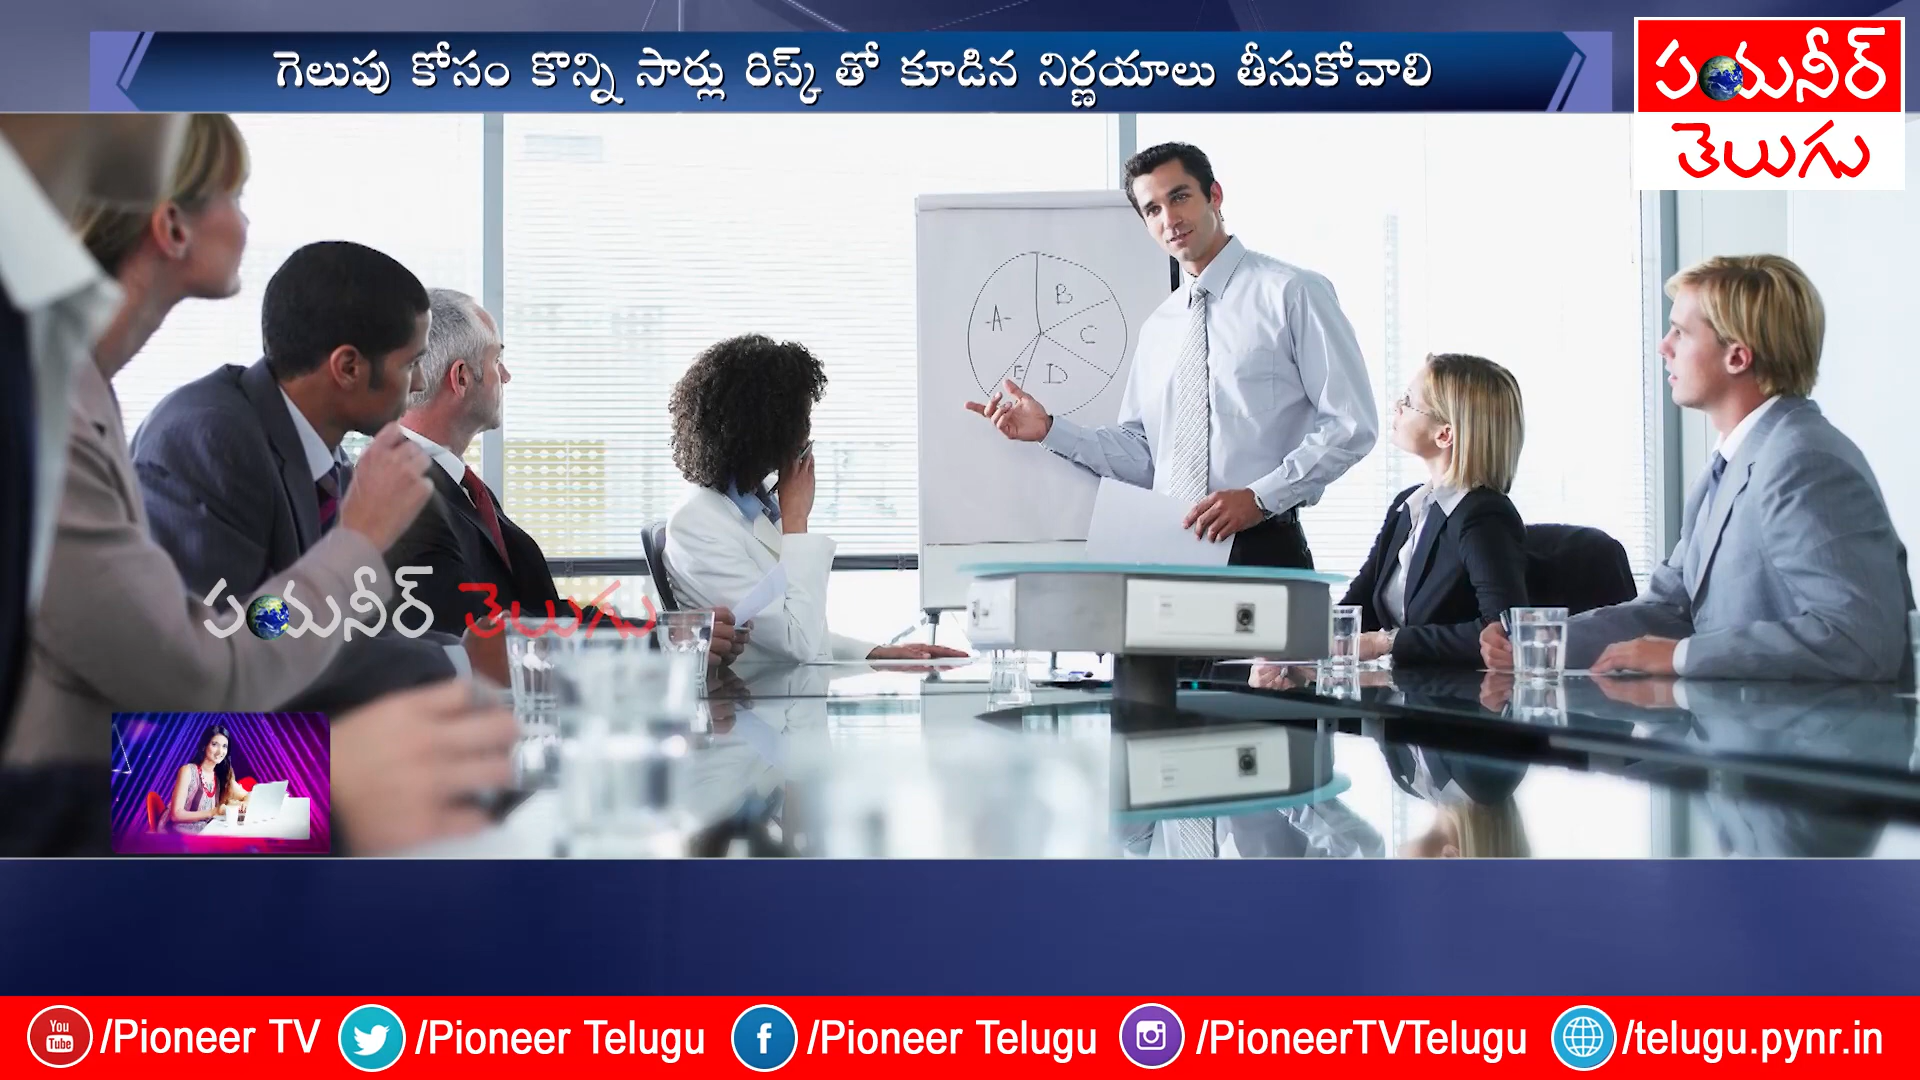 గెలుపు కోసం కొన్ని సార్లు రిస్క్ తో కూడిన నిర్ణయాలు తీసుకోవాలి
పయనీర్
తెలుగు
A
B
C
D
E
పయనీర్ తెలుగు
You
Tube
/Pioneer TV
/Pioneer Telugu
/Pioneer Telugu
/PioneerTVTelugu
/telugu.pynr.in